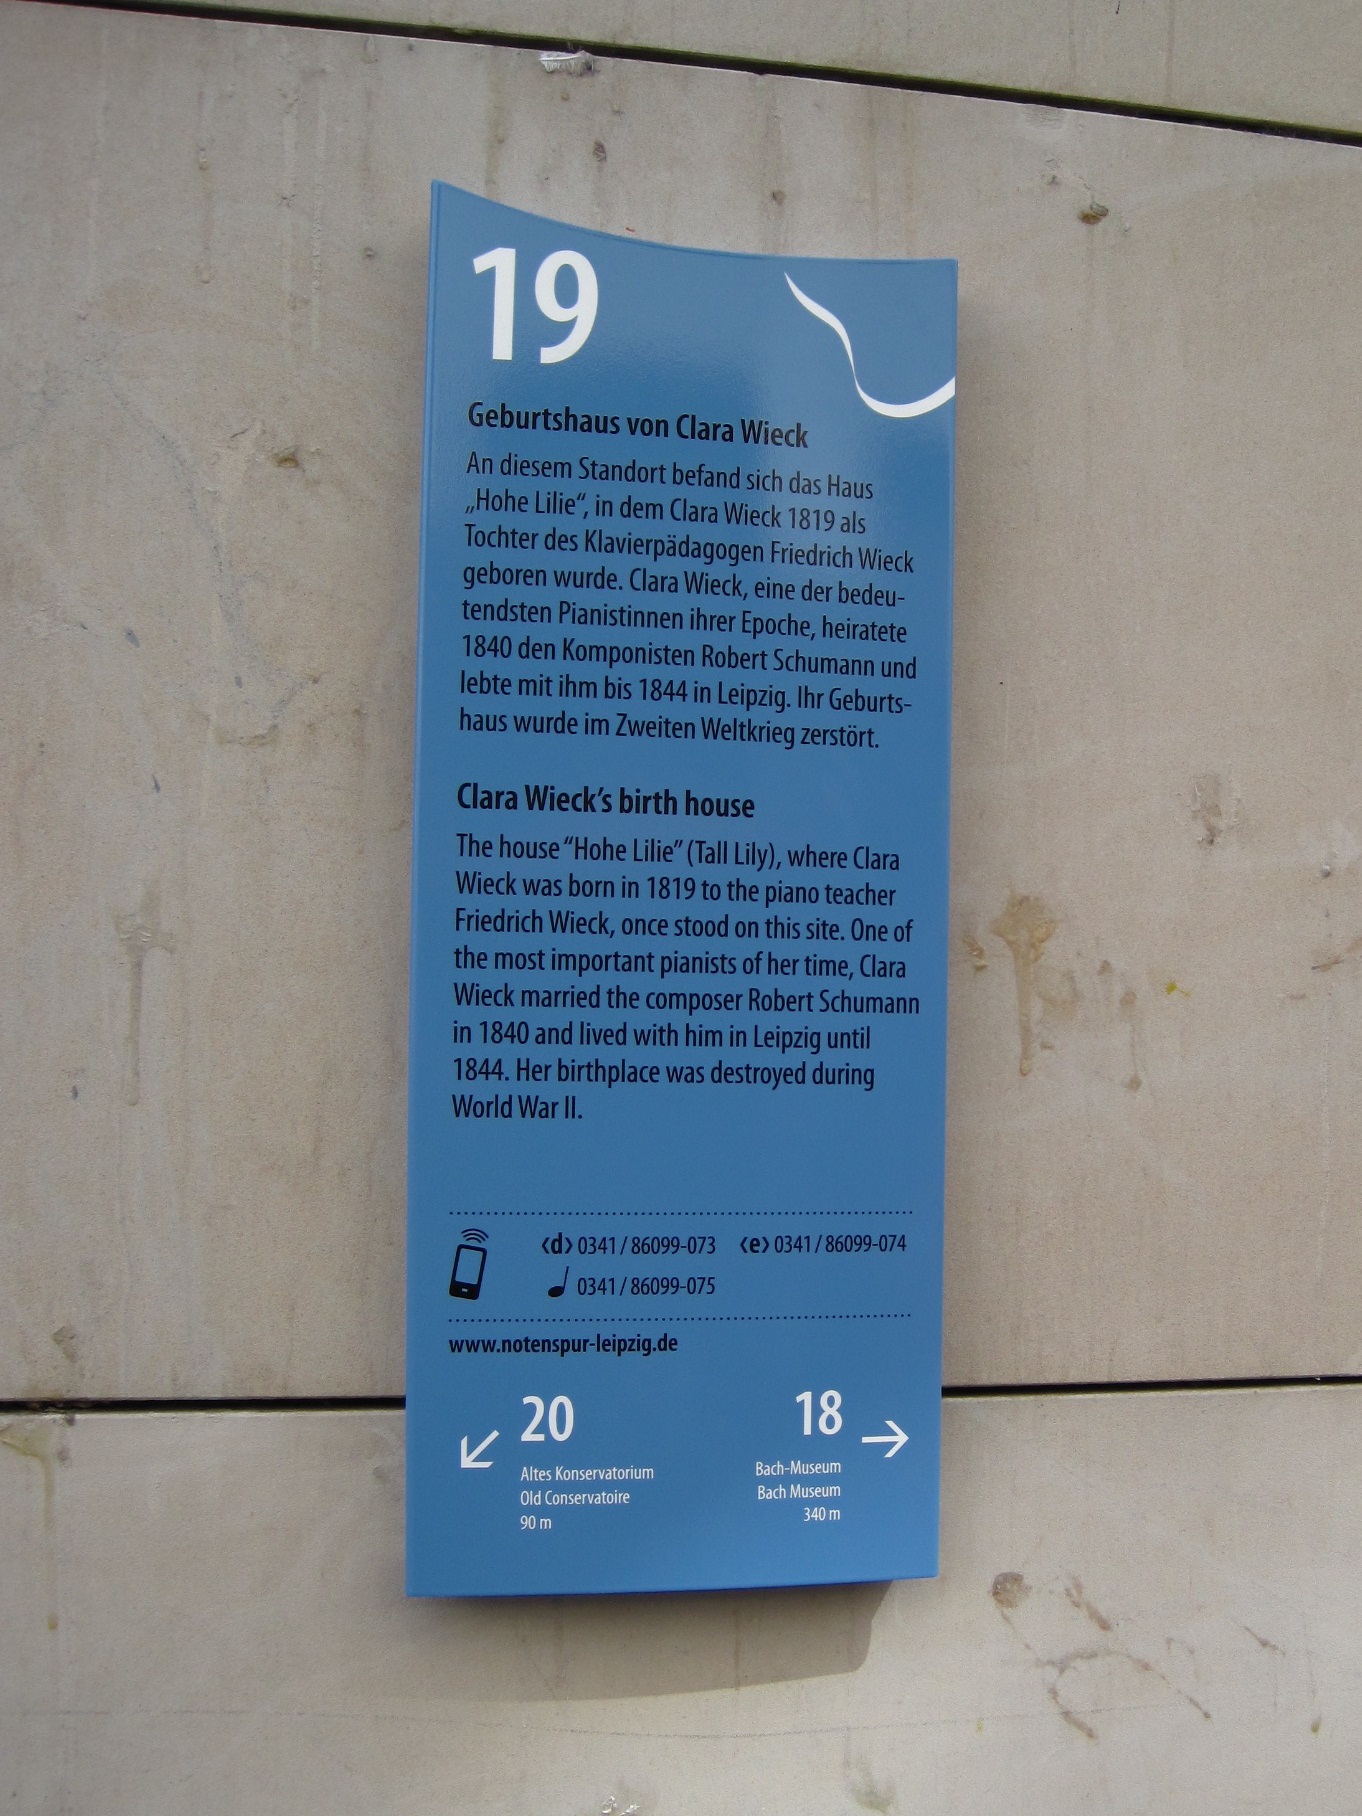 19
Geburtshaus von Clara Wieck
An diesem Standort befand sich das Haus
„Hohe Lilie“, in dem Clara Wieck 1819 als
Tochter des Klavierpädagogen Friedrich Wieck
geboren wurde. Clara Wieck, eine der bedeu-
tendsten Pianistinnen ihrer Epoche, heiratete
1840 den Komponisten Robert Schumann und
lebte mit ihm bis 1844 in Leipzig. Ihr Geburts-
haus wurde im Zweiten Weltkrieg zerstört.
Clara Wieck’s birth house
The house “Hohe Lilie” (Tall Lily), where Clara
Wieck was born in 1819 to the piano teacher
Friedrich Wieck, once stood on this site. One of
the most important pianists of her time, Clara
Wieck married the composer Robert Schumann
in 1840 and lived with him in Leipzig until
1844. Her birthplace was destroyed during
World War II.
‹d› 0341 / 86099-073 ‹e› 0341 / 86099-074
0341 / 86099-075
www.notenspur-leipzig.de
20
Altes Konservatorium
Old Conservatoire
90 m
18
Bach-Museum
Bach Museum
340 m